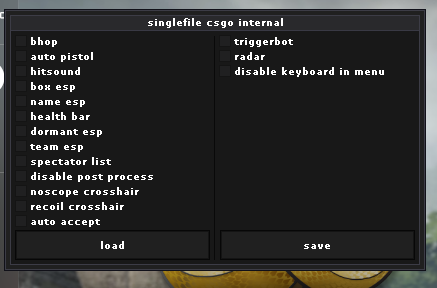 singlefile csgo internal
bhop
auto pistol
hitsound
box esp
name esp
health bar
dormant esp
team esp
spectator list
disable post process
noscope crosshair
recoil crosshair
auto accept
triggerbot
radar
disable keyboard in menu
load
save